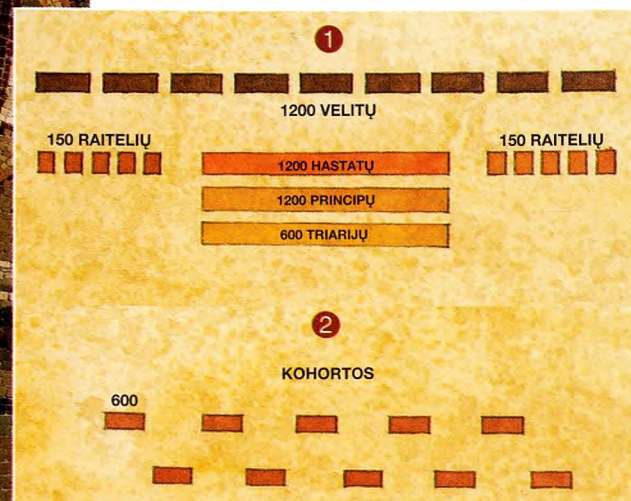 1
1200 VELITŲ
150 RAITELIŲ
150 RAITELIŲ
1200 HASTATŲ
1200 PRINCIPŲ
600 TRIARIJŲ
2
KOHORTOS
600